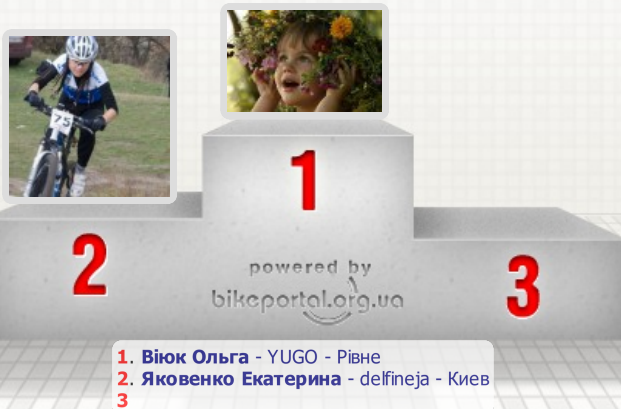 75
1
2
3
powered by
bikeportal.org.ua
1. Віюк Ольга - YUGO - Рівне
2. Яковенко Екатерина - delfineja - Киев
3